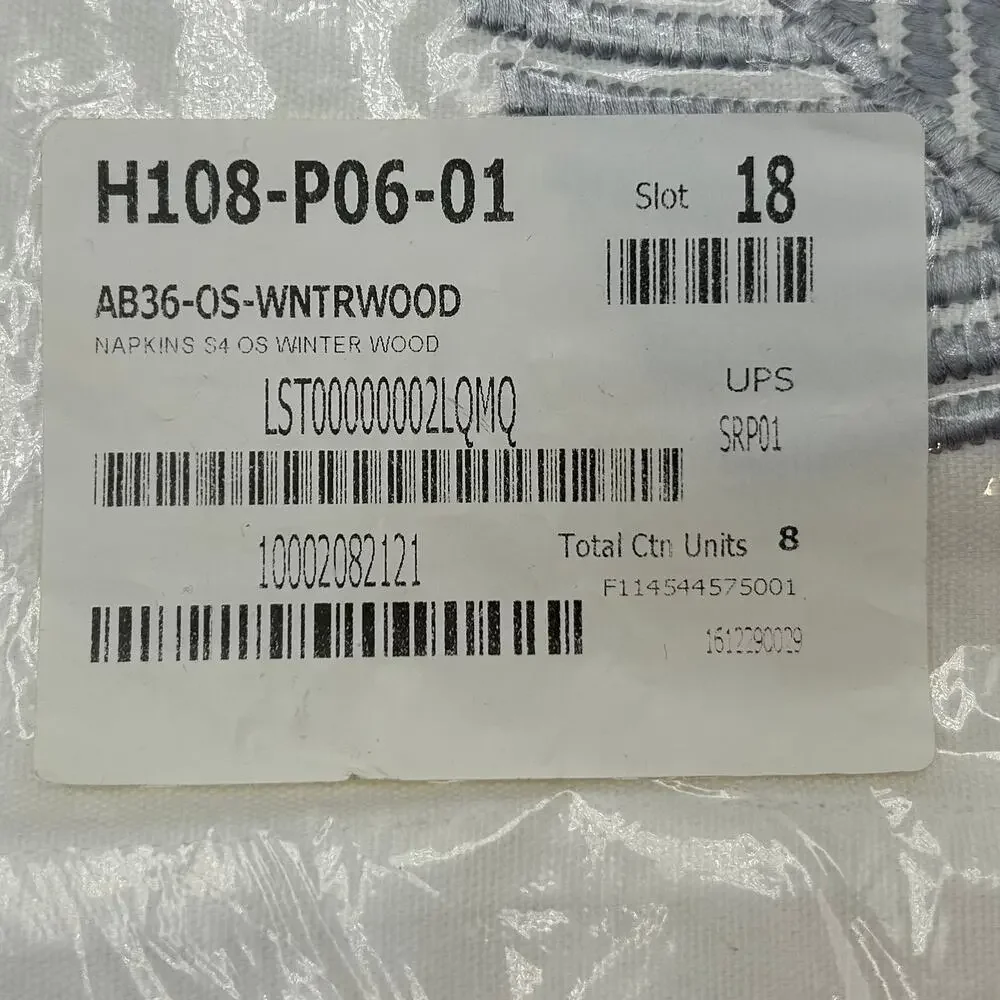 H108-P06-01
Slot 18
AB36-OS-WNTRWOOD
NAPKINS S4 OS WINTER WOOD
UPS
LST00000002LQMQ
SRP01
10002082121
Total Ctn Units 8
F114544575001
1612290029